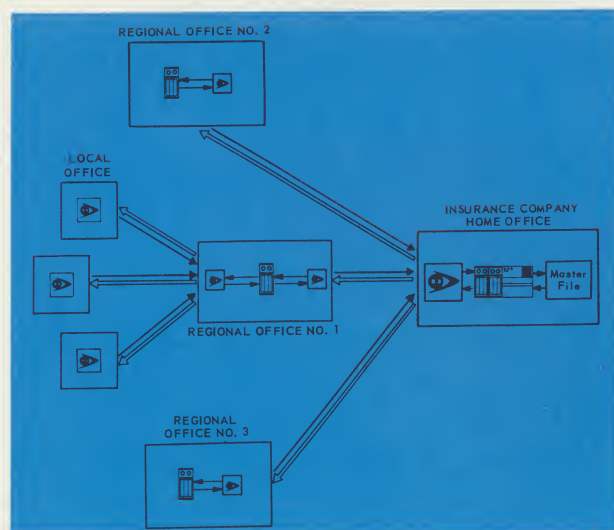 REGIONAL OFFICE NO. 2
LOCAL
OFFICE
INSURANCE COMPANY
HOME OFFICE
Master
File
REGIONAL OFFICE NO. 1
REGIONAL
OFFICE NO. 3